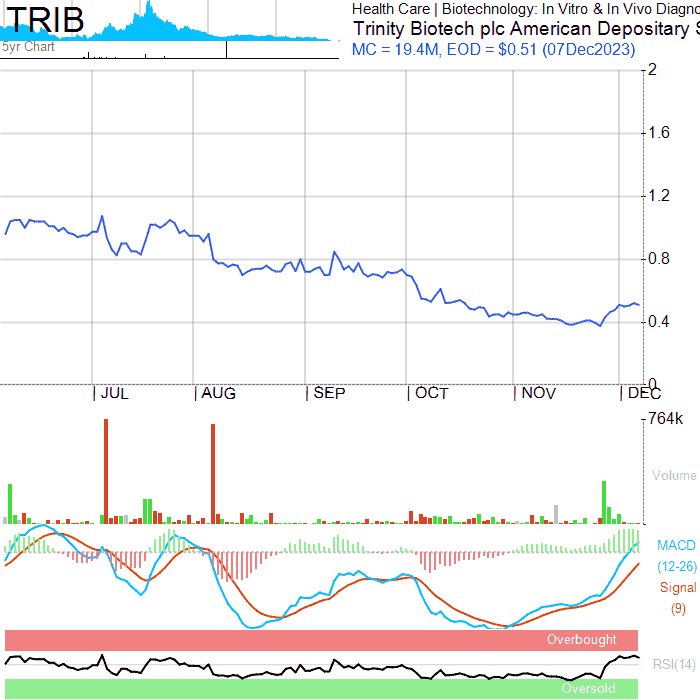 TRIB
5yr Chart
Health Care | Biotechnology: In Vitro & In Vivo Diagno
Trinity Biotech plc American Depositary S
MC = 19.4M, EOD = $0.51 (07Dec2023)
2
1.6
1.2
0.8
0.4
0
JUL AUG SEP OCT NOV DEC
764k
Volume
MACD
(12-26)
Signal
(9)
Overbought
RSI(14)
Oversold